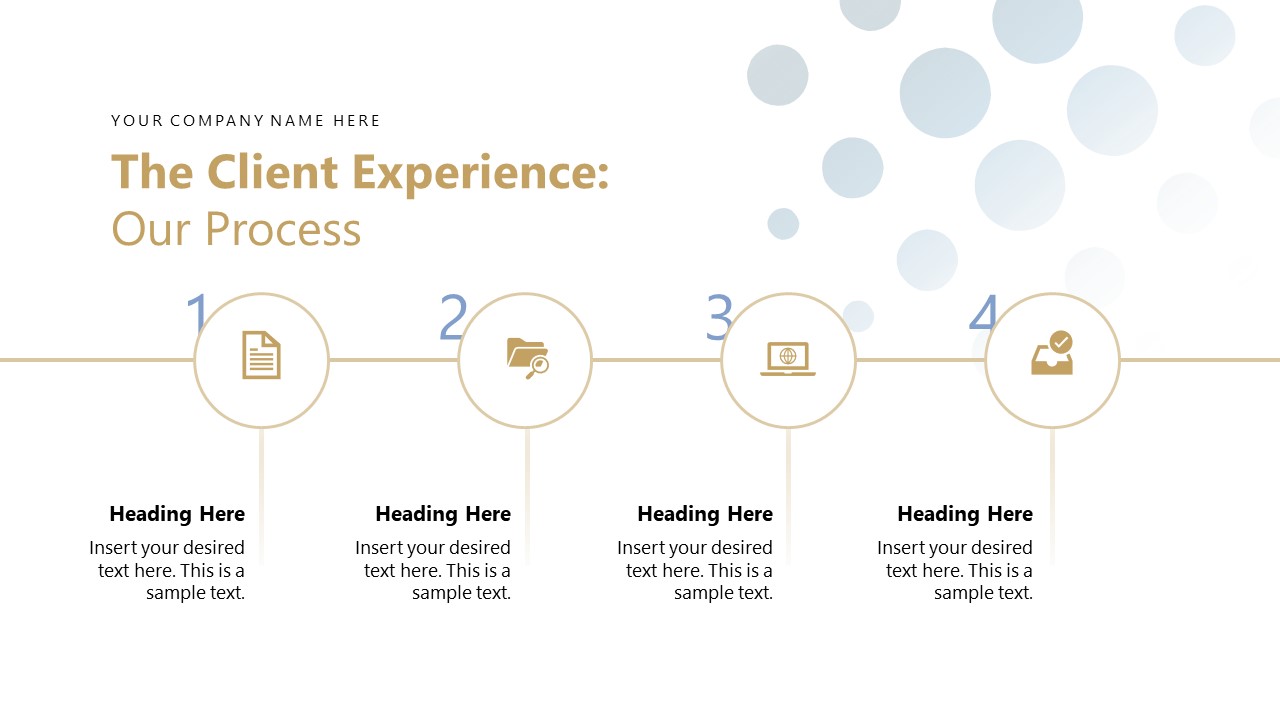 YOUR COMPANY NAME HERE
The Client Experience:
Our Process
1
2
3
4
Heading Here
Insert your desired
text here. This is a
sample text.
Heading Here
Insert your desired
text here. This is a
sample text.
Heading Here
Insert your desired
text here. This is a
sample text.
Heading Here
Insert your desired
text here. This is a
sample text.